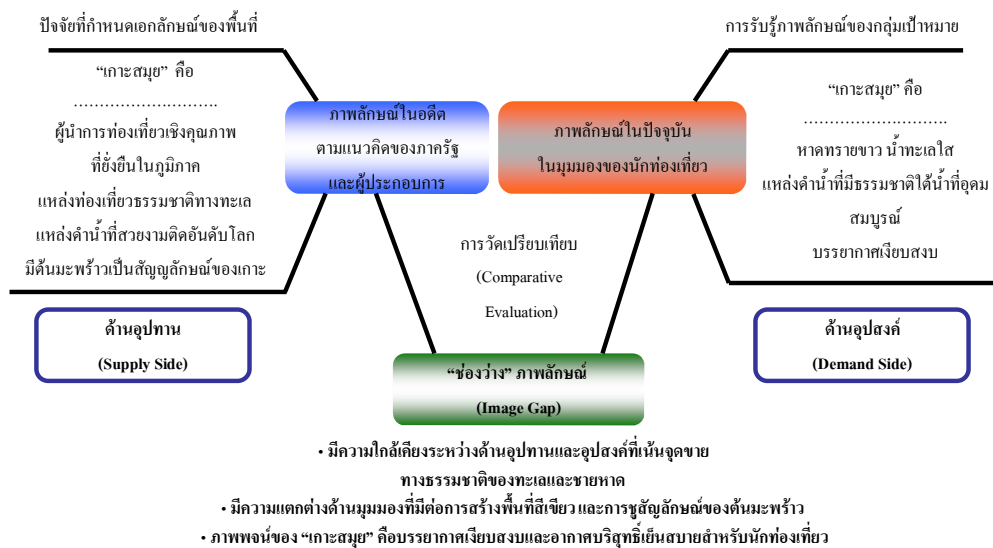 ปัจจัยที่กำหนดเอกลักษณ์ของพื้นที่
“เกาะสมุย” คือ
……………………….
ผู้นำการท่องเที่ยวเชิงคุณภาพ
ที่ยั่งยืนในภูมิภาค
แหล่งท่องเที่ยวธรรมชาติทางทะเล
แหล่งดำน้ำที่สวยงามติดอันดับโลก
มีต้นมะพร้าวเป็นสัญญลักษณ์ของเกาะ
ด้านอุปทาน
(Supply Side)
ภาพลักษณ์ในอดีต
ตามแนวคิดของภาครัฐ
และผู้ประกอบการ
ภาพลักษณ์ในปัจจุบัน
ในมุมมองของนักท่องเที่ยว
การวัดเปรียบเทียบ
(Comparative
Evaluation)
การรับรู้ภาพลักษณ์ของกลุ่มเป้าหมาย
“เกาะสมุย” คือ
……………………….
หาดทรายขาว น้ำทะเลใส
แหล่งดำน้ำที่มีธรรมชาติใต้น้ำที่อุดม
สมบูรณ์
บรรยากาศเงียบสงบ
ด้านอุปสงค์
(Demand Side)
“ช่องว่าง” ภาพลักษณ์
(Image Gap)
• มีความใกล้เคียงระหว่างด้านอุปทานและอุปสงค์ที่เน้นจุดขาย
ทางธรรมชาติของทะเลและชายหาด
• มีความแตกต่างด้านมุมมองที่มีต่อการสร้างพื้นที่สีเขียว และการชูสัญลักษณ์ของต้นมะพร้าว
• ภาพพจน์ของ “เกาะสมุย” คือบรรยากาศเงียบสงบและอากาศบริสุทธิ์เย็นสบายสำหรับนักท่องเที่ยว